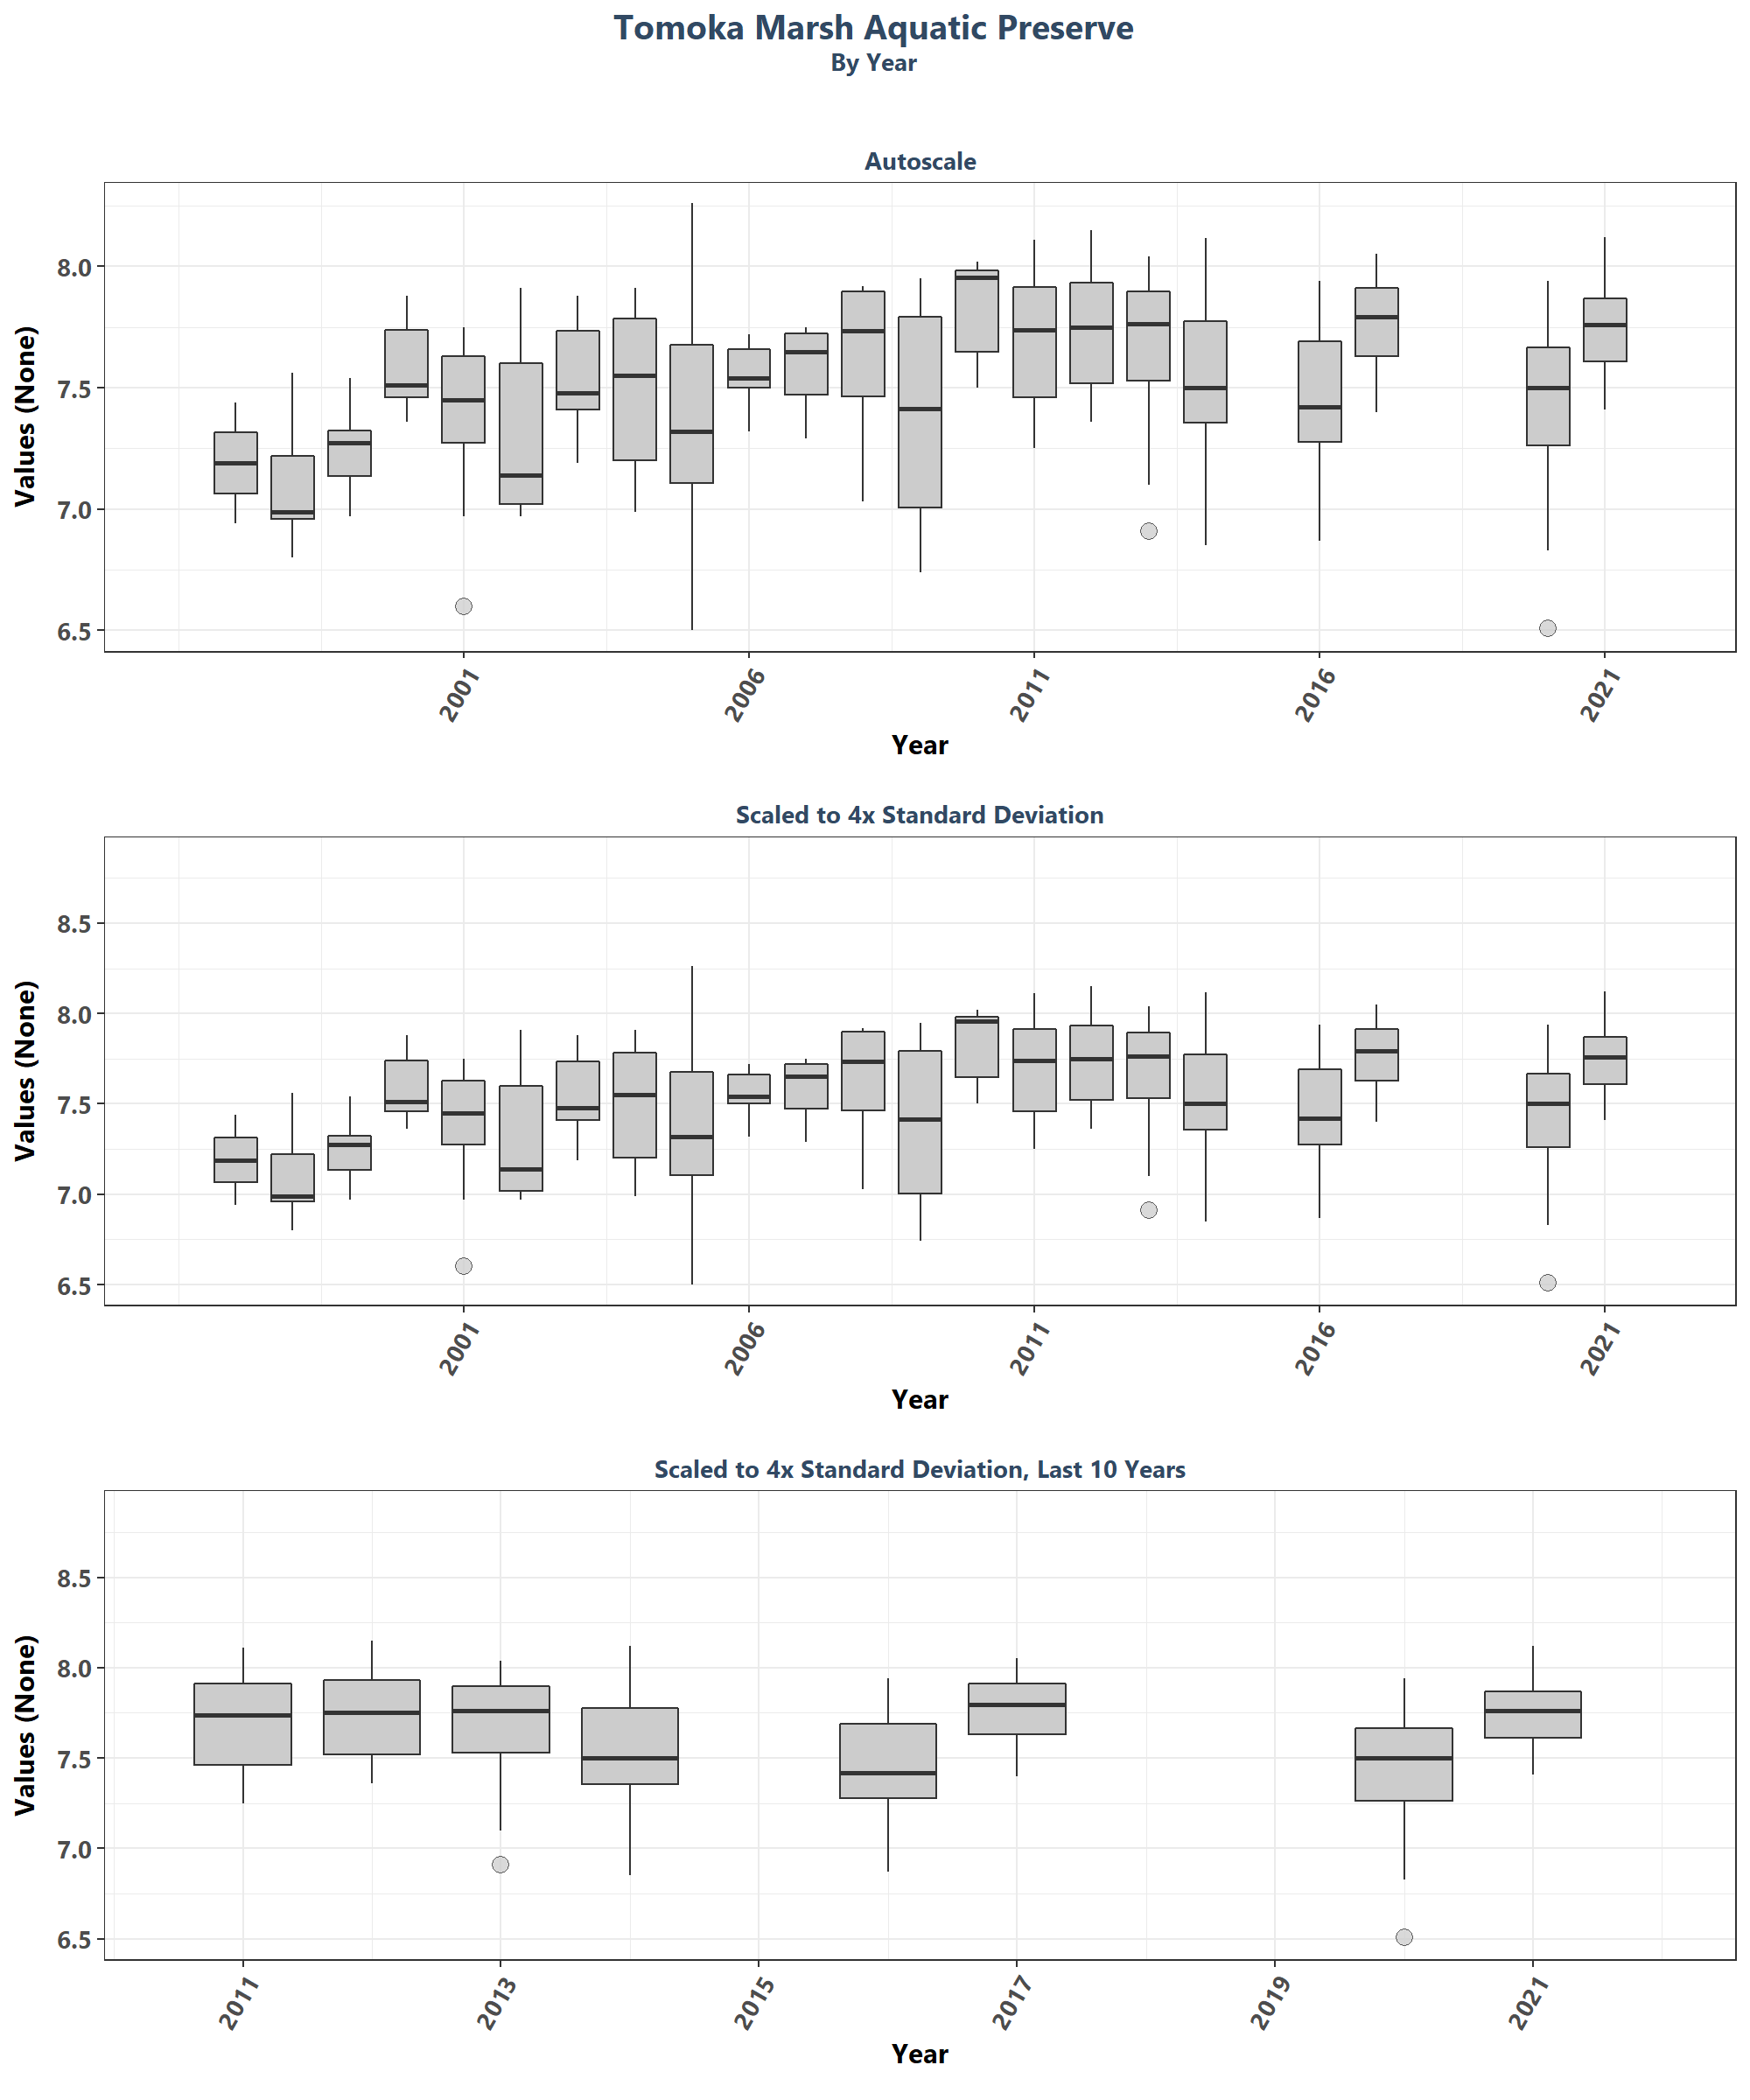 Tomoka Marsh Aquatic Preserve
By Year
Autoscale
Values (None)
8.0
7.5
7.0
6.5
2001 2006 2011 2016 2021
Year
Scaled to 4x Standard Deviation
Values (None)
8.5
8.0
7.5
7.0
6.5
2001 2006 2011 2016 2021
Year
Scaled to 4x Standard Deviation, Last 10 Years
Values (None)
8.5
8.0
7.5
7.0
6.5
2011 2013 2015 2017 2019 2021
Year